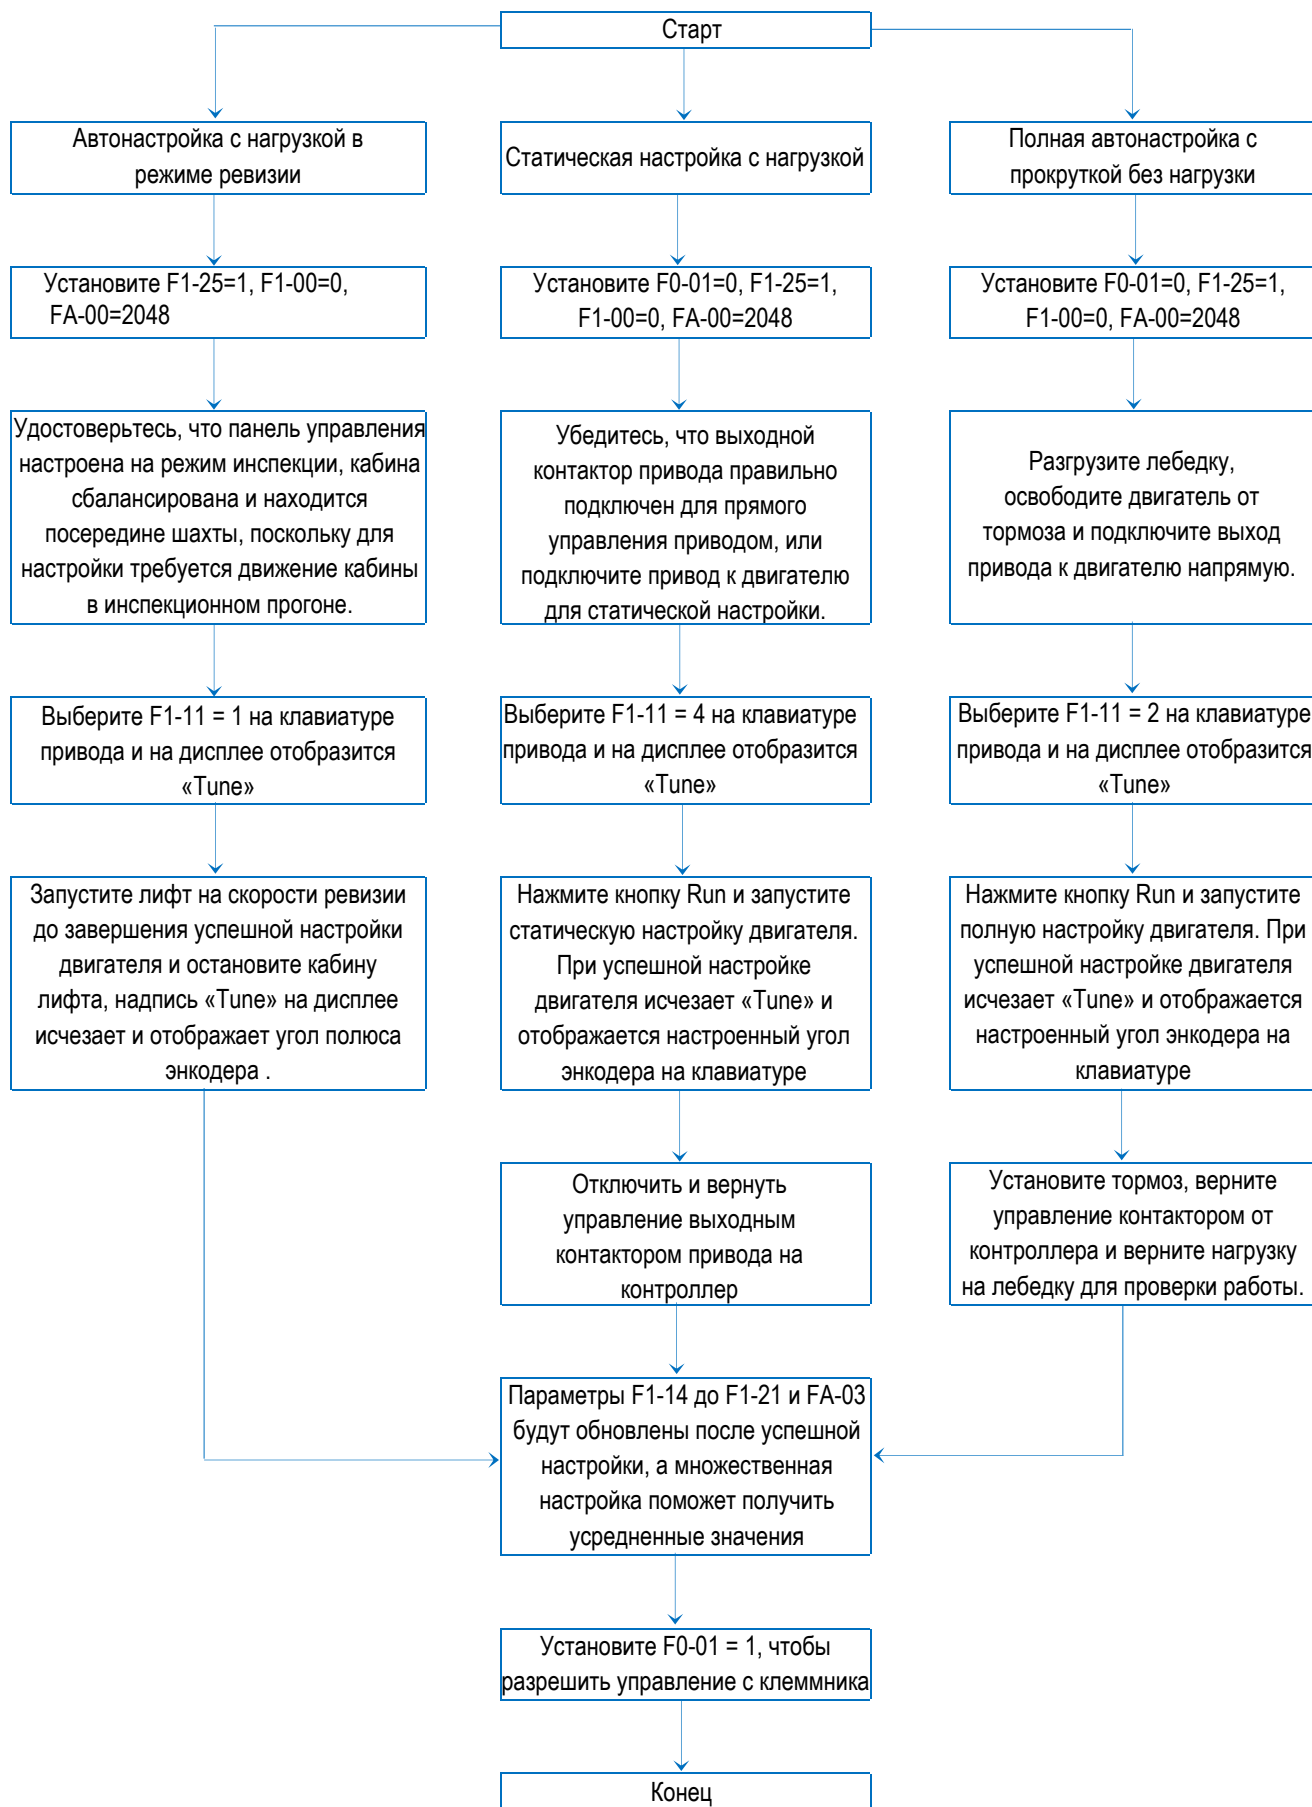 Старт
Автонастройка с нагрузкой в
режиме ревизии
Статическая настройка с нагрузкой
Полная автонастройка с
прокруткой без нагрузки
Установите F1-25=1, F1-00=0,
FA-00=2048
Установите F0-01=0, F1-25=1,
F1-00=0, FA-00=2048
Установите F0-01=0, F1-25=1,
F1-00=0, FA-00=2048
Удостоверьтесь, что панель управления
настроена на режим инспекции, кабина
сбалансирована и находится
посередине шахты, поскольку для
настройки требуется движение кабины
в инспекционном прогоне.
Убедитесь, что выходной
контактор привода правильно
подключен для прямого
управления приводом, или
подключите привод к двигателю
для статической настройки.
Разгрузите лебедку,
освободите двигатель от
тормоза и подключите выход
привода к двигателю напрямую.
Выберите F1-11 = 1 на клавиатуре
привода и на дисплее отобразится
«Tune»
Выберите F1-11 = 4 на клавиатуре
привода и на дисплее отобразится
«Tune»
Выберите F1-11 = 2 на клавиатуре
привода и на дисплее отобразится
«Tune»
Запустите лифт на скорости ревизии
до завершения успешной настройки
двигателя и остановите кабину
лифта, надпись «Tune» на дисплее
исчезает и отображает угол полюса
энкодера .
Нажмите кнопку Run и запустите
статическую настройку двигателя.
При успешной настройке
двигателя исчезает «Tune» и
отображается настроенный угол
энкодера на клавиатуре
Нажмите кнопку Run и запустите
полную настройку двигателя. При
успешной настройке двигателя
исчезает «Tune» и отображается
настроенный угол энкодера на
клавиатуре
Отключить и вернуть
управление выходным
контактором привода на
контроллер
Установите тормоз, верните
управление контактором от
контроллера и верните нагрузку
на лебедку для проверки работы.
Параметры F1-14 до F1-21 и FA-03
будут обновлены после успешной
настройки, а множественная
настройка поможет получить
усредненные значения
Установите F0-01 = 1, чтобы
разрешить управление с клеммника
Конец